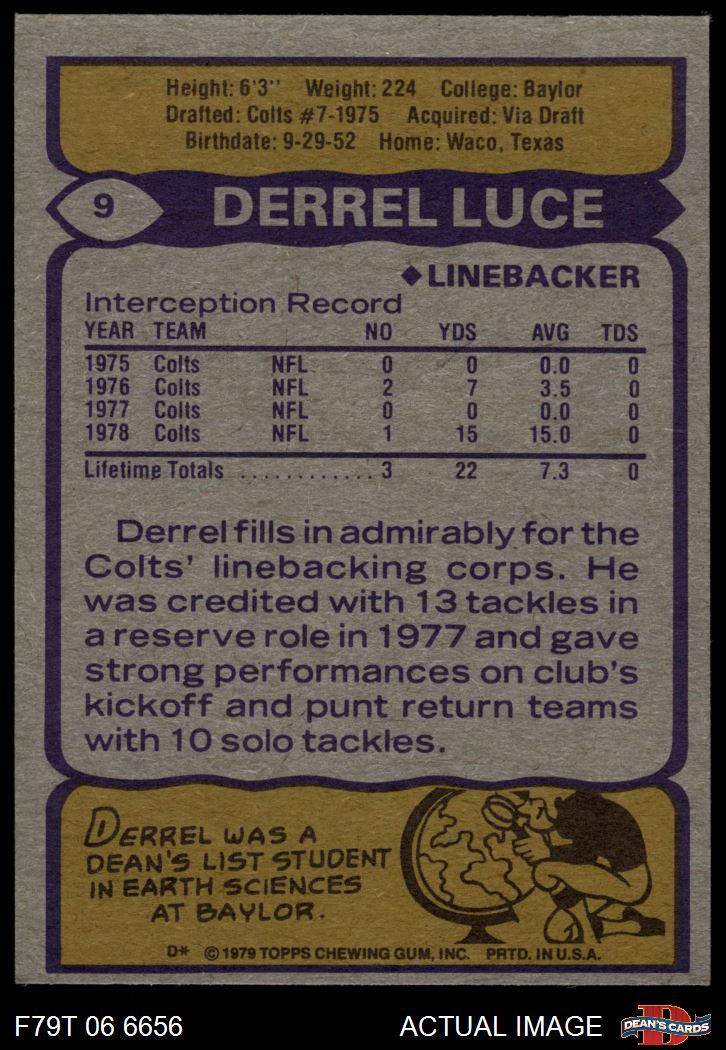 Height: 6'3" Weight: 224 College: Baylor
Drafted: Colts #7-1975 Acquired: Via Draft
Birthdate: 9-29-52 Home: Waco, Texas
9 DERREL LUCE
◆LINEBACKER
Interception Record
YEAR TEAM NO YDS AVG TDS
1975 Colts NFL 0 0 0.0 0
1976 Colts NFL 2 7 3.5 0
1977 Colts NFL 0 0 0.0 0
1978 Colts NFL 1 15 15.0 0
Lifetime Totals ............ 3 22 7.3 0
Derrel fills in admirably for the
Colts' linebacking corps. He
was credited with 13 tackles in
a reserve role in 1977 and gave
strong performances on club's
kickoff and punt return teams
with 10 solo tackles.
DERREL WAS A
DEAN'S LIST STUDENT
IN EARTH SCIENCES
AT BAYLOR.
D* © 1979 TOPPS CHEWING GUM, INC. PRTD. IN U.S.A.
F79T 06 6656 ACTUAL IMAGE D DEAN'S CARDS